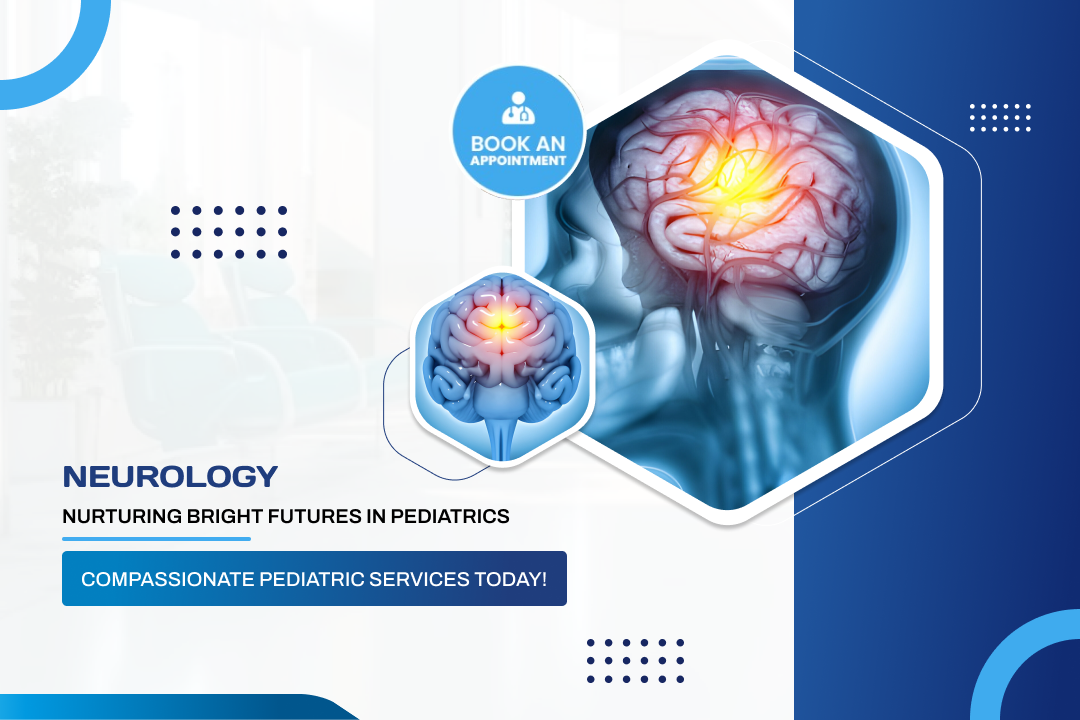 BOOK AN
APPOINTMENT
NEUROLOGY
NURTURING BRIGHT FUTURES IN PEDIATRICS
COMPASSIONATE PEDIATRIC SERVICES TODAY!